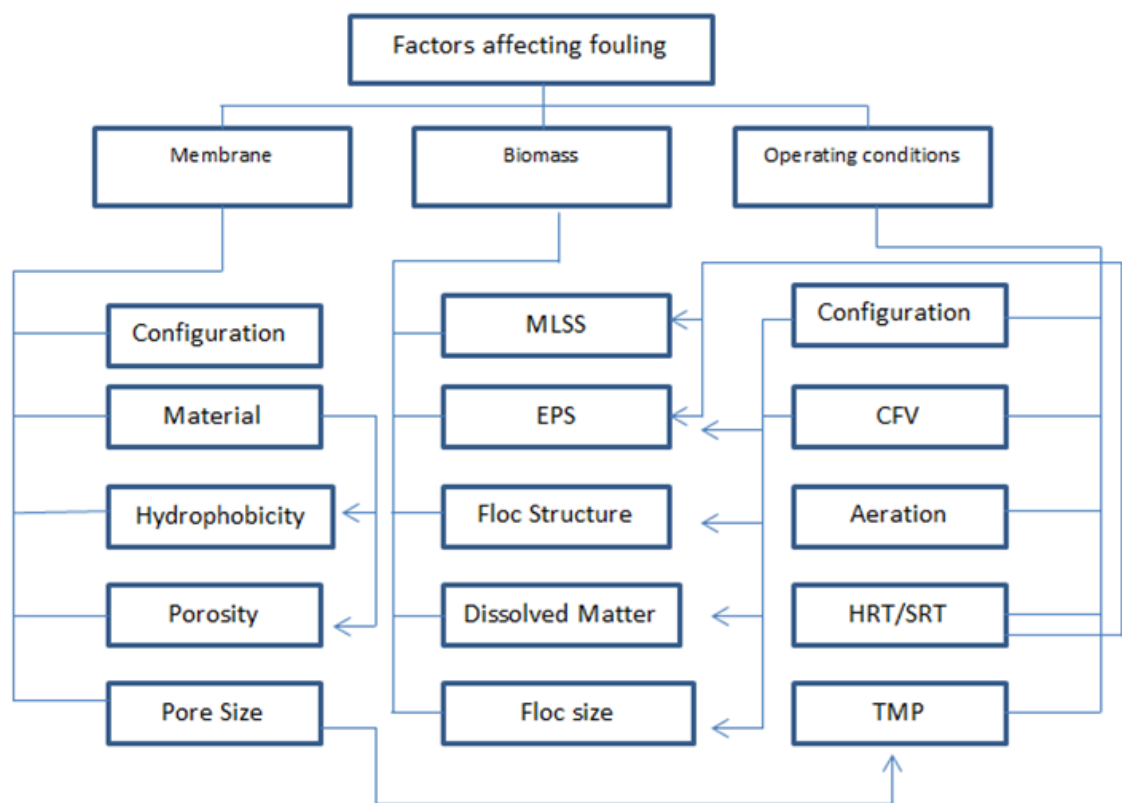 Factors affecting fouling
Membrane
Biomass
Operating conditions
Configuration
Material
Hydrophobicity
Porosity
Pore Size
MLSS
EPS
Floc Structure
Dissolved Matter
Floc size
Configuration
CFV
Aeration
HRT/SRT
TMP